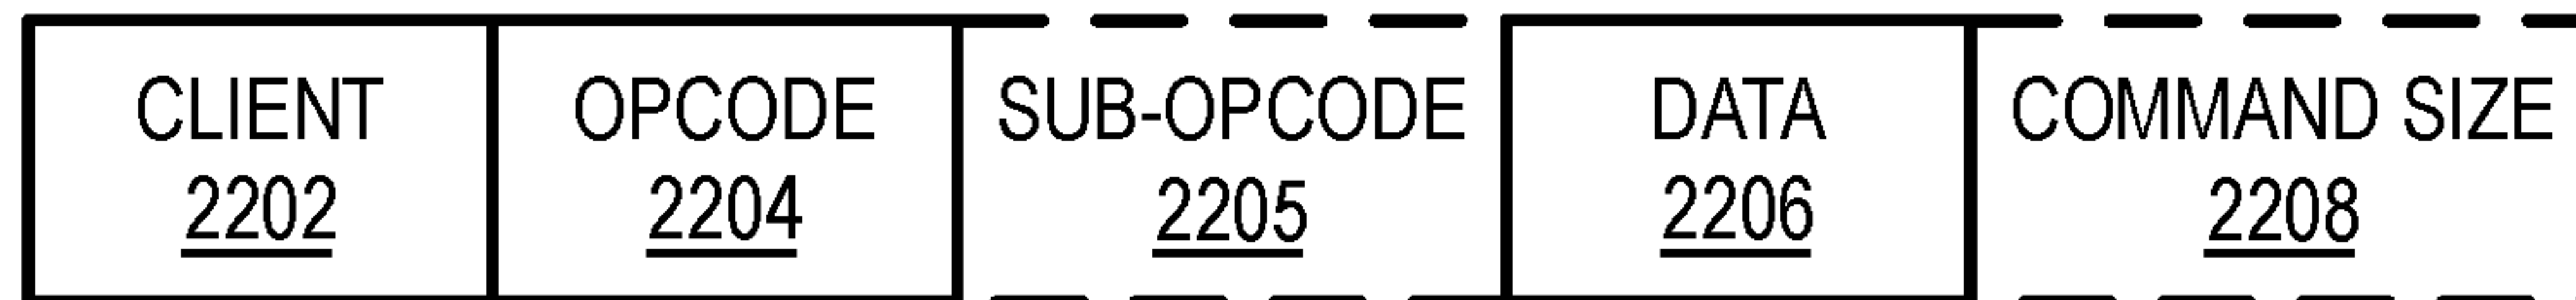 CLIENT
2202
OPCODE
2204
SUB-OPCODE
2205
DATA
2206
COMMAND SIZE
2208